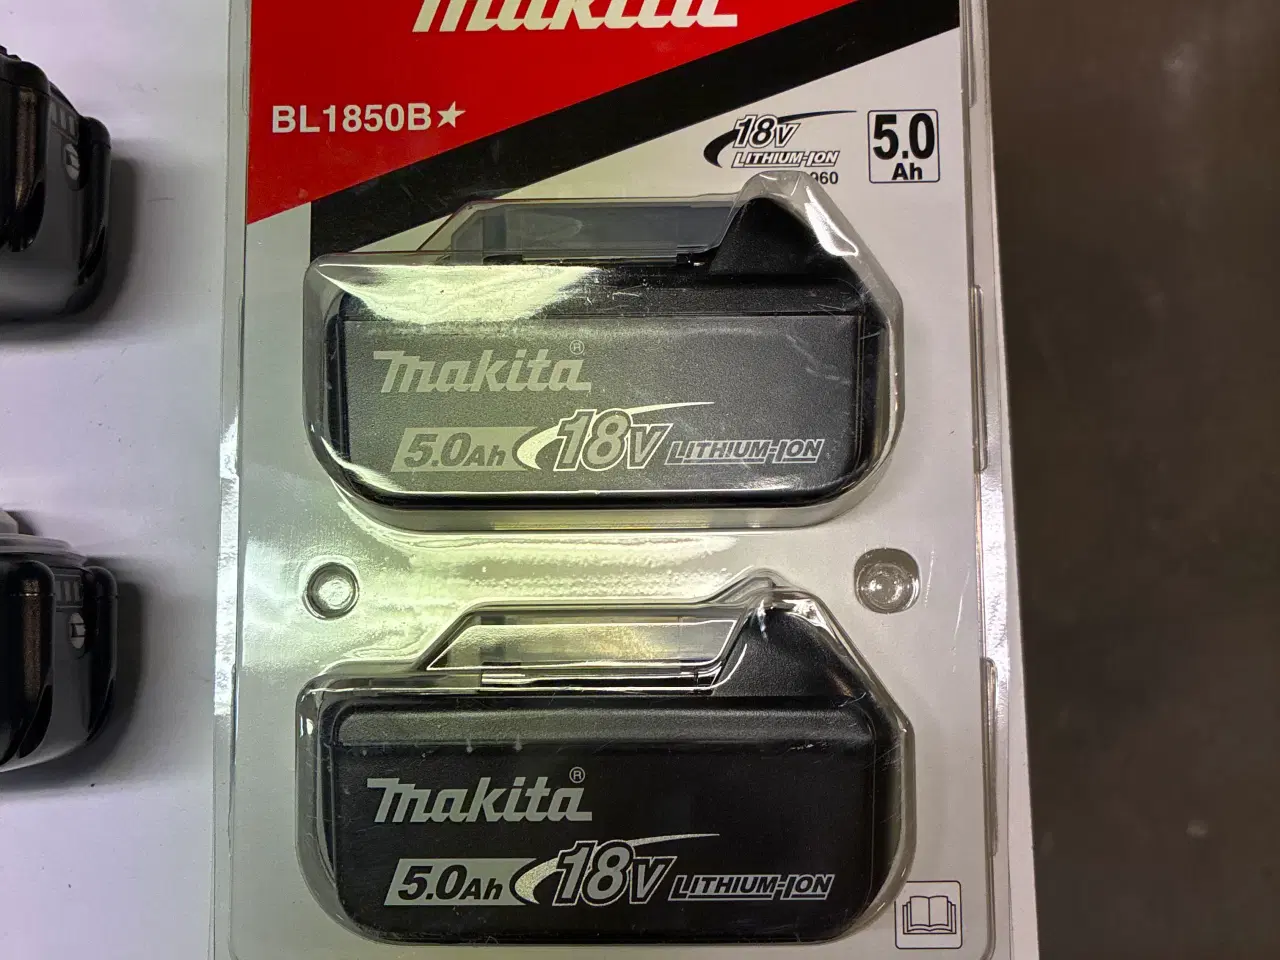 makita
BL1850B★
18V
LITHIUM-ION
960
5.0
Ah
makita®
5.0Ah 18V LITHIUM-ION
makita®
5.0Ah 18V LITHIUM-ION